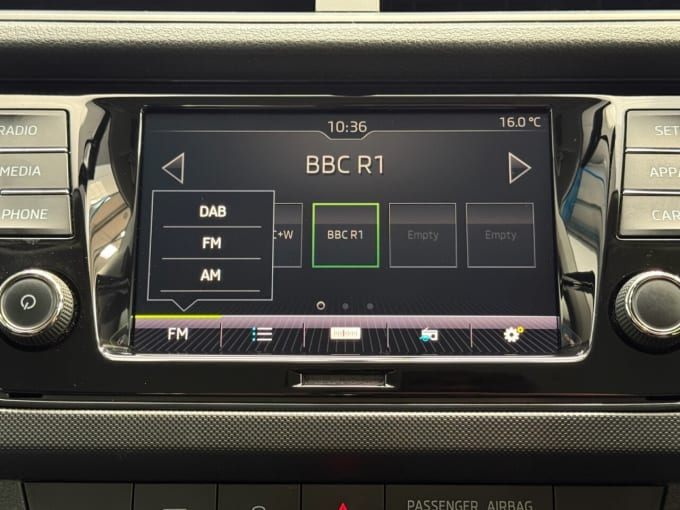 10:36
16.0 °C
RADIO
SET
BBC R1
MEDIA
APP
DAB
PHONE
CAR
FM
C+W
BBC R1
Empty
Empty
AM
FM
PASSENGER AIRBAG